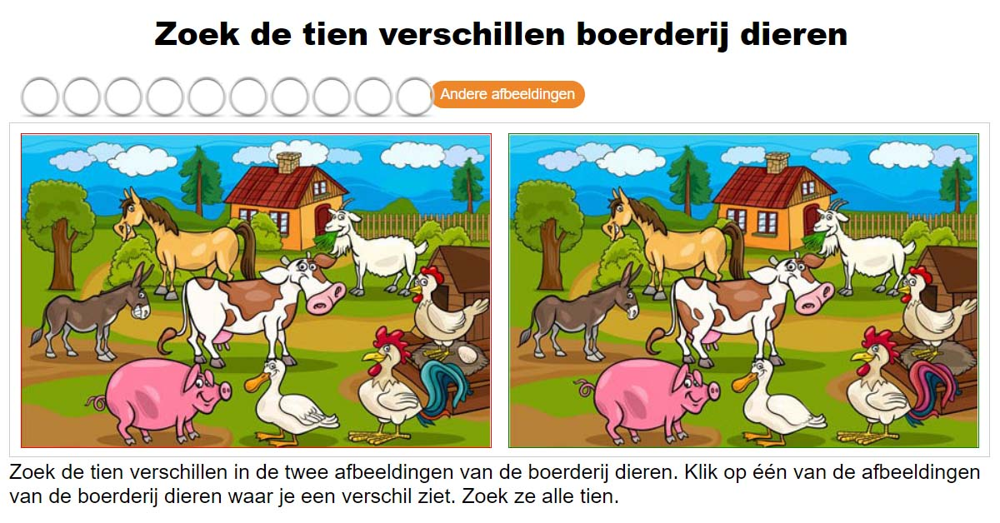 Zoek de tien verschillen boerderij dieren
Andere afbeeldingen
Zoek de tien verschillen in de twee afbeeldingen van de boerderij dieren. Klik op één van de afbeeldingen
van de boerderij dieren waar je een verschil ziet. Zoek ze alle tien.